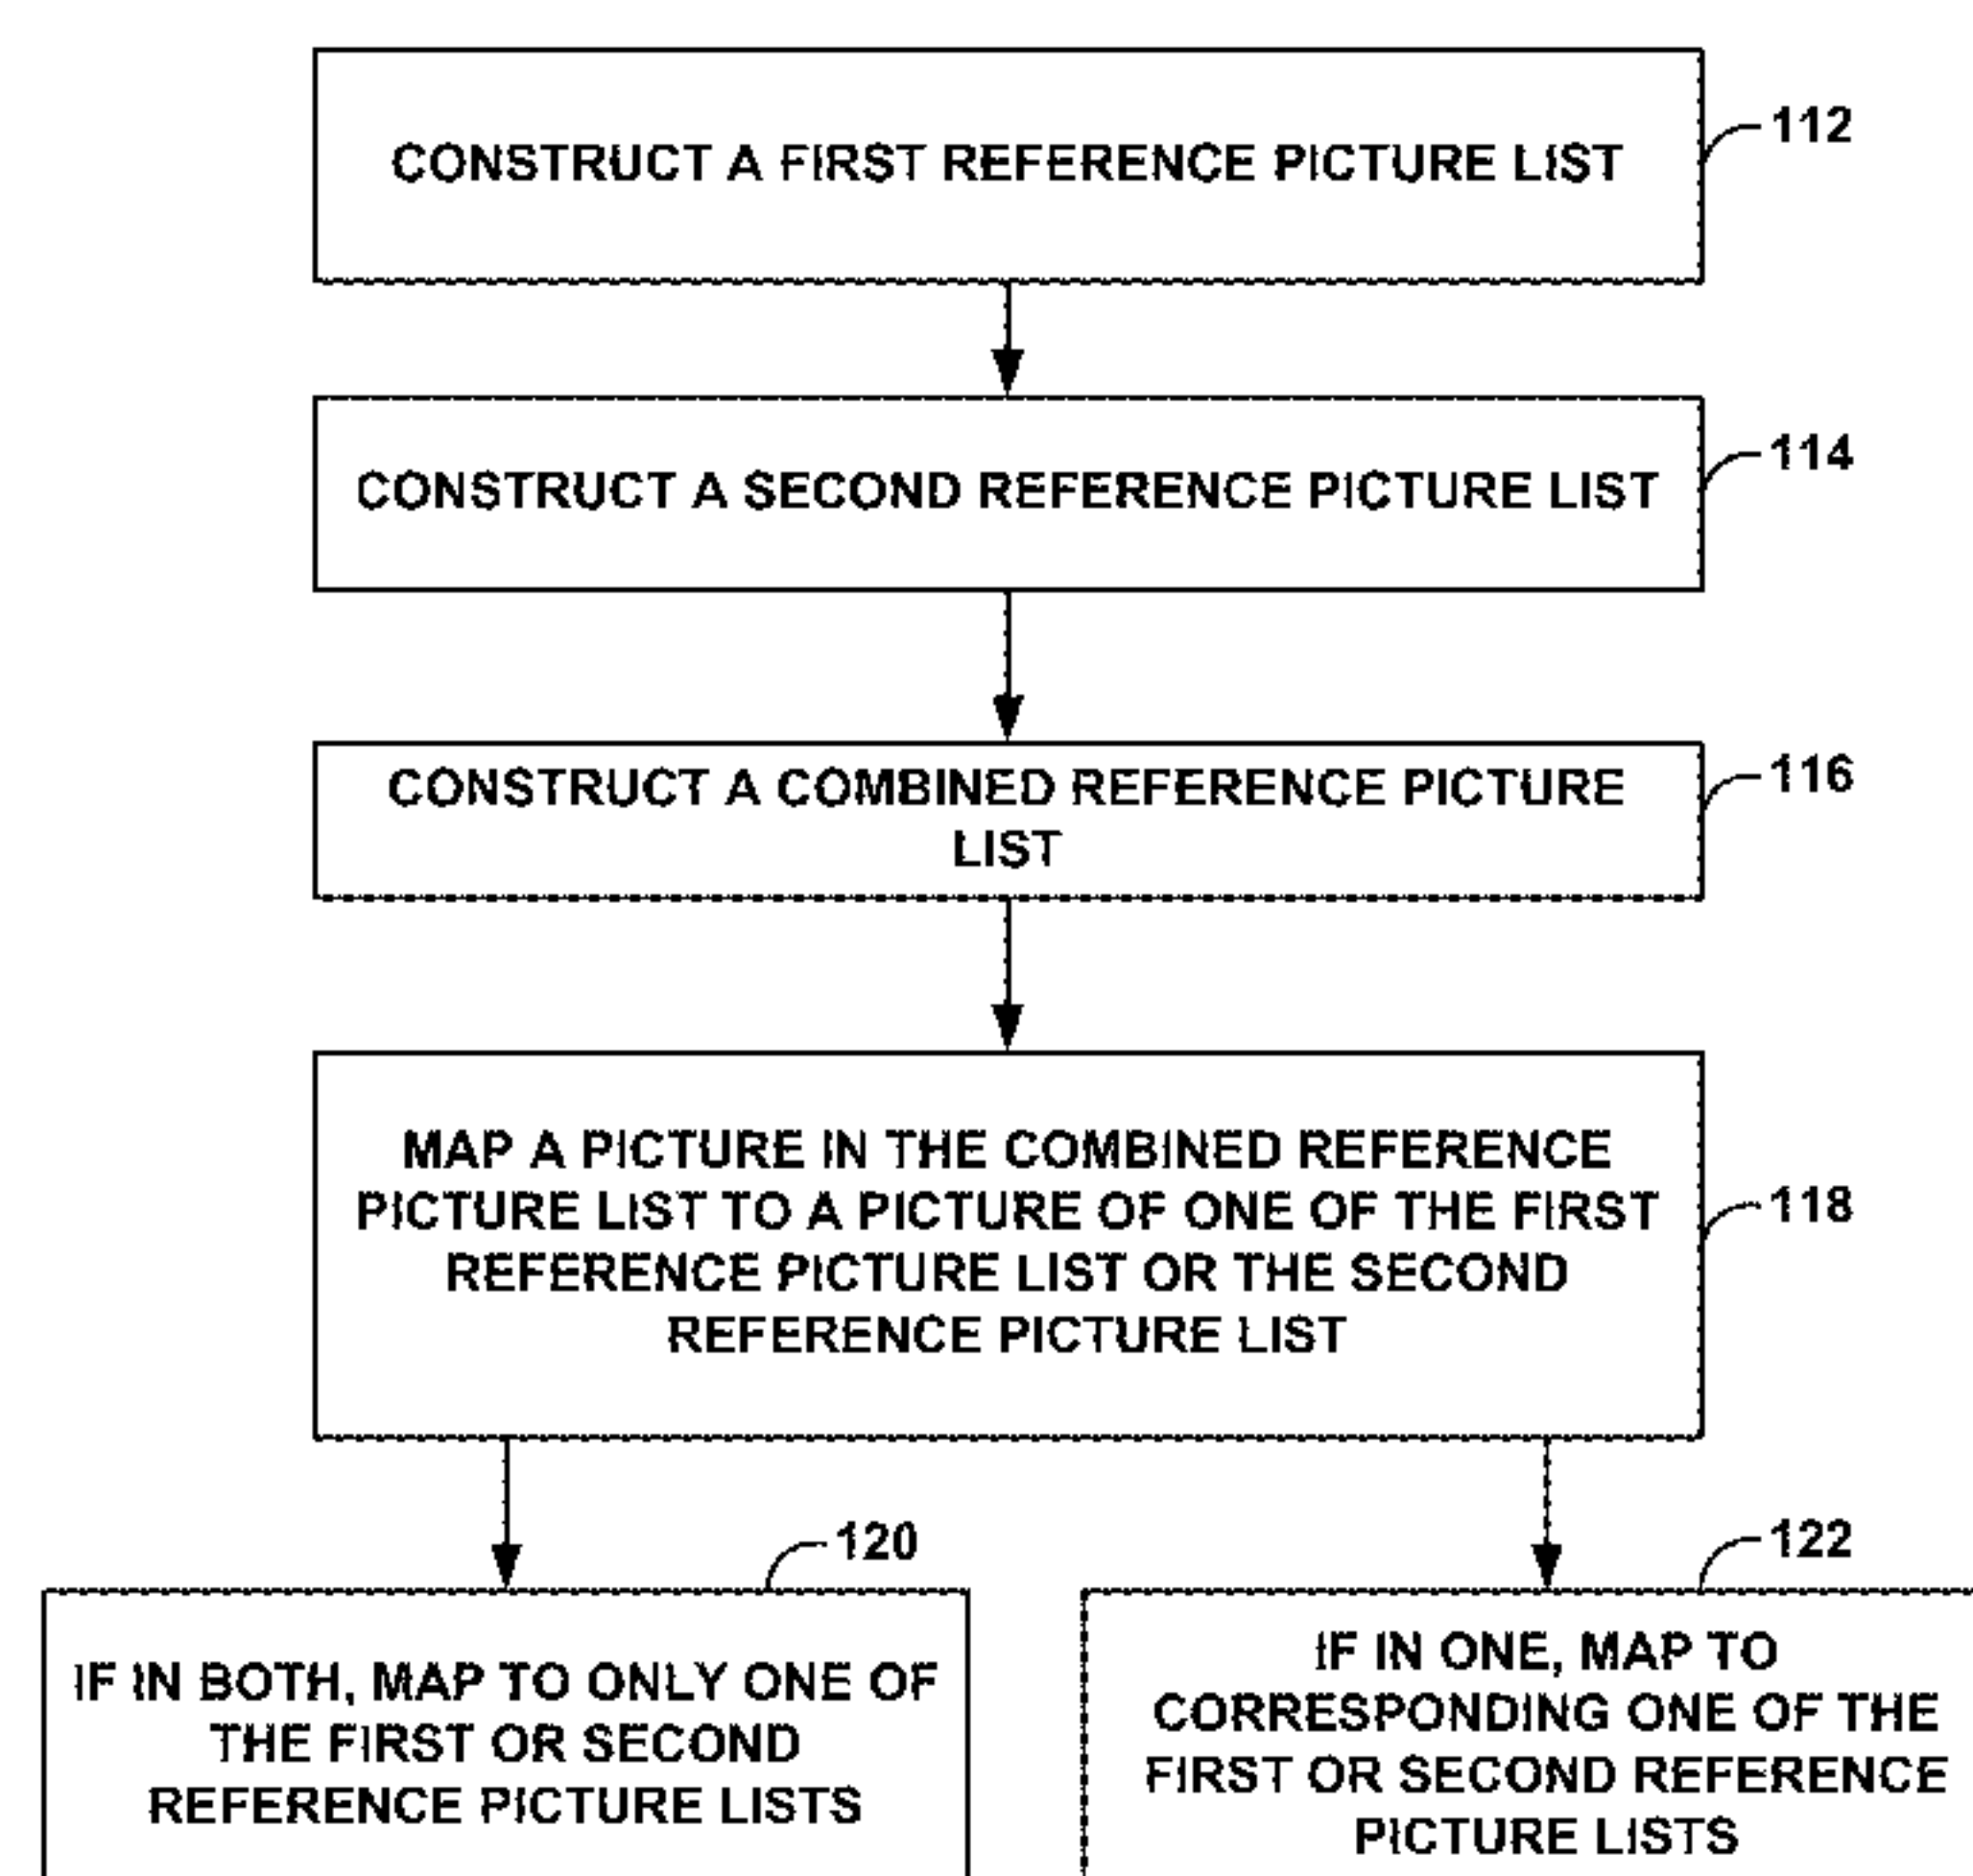 CONSTRUCT A FIRST REFERENCE PICTURE LIST
112
CONSTRUCT A SECOND REFERENCE PICTURE LIST
114
CONSTRUCT A COMBINED REFERENCE PICTURE
LIST
116
MAP A PICTURE IN THE COMBINED REFERENCE
PICTURE LIST TO A PICTURE OF ONE OF THE FIRST
REFERENCE PICTURE LIST OR THE SECOND
REFERENCE PICTURE LIST
118
120
IF IN BOTH, MAP TO ONLY ONE OF
THE FIRST OR SECOND
REFERENCE PICTURE LISTS
122
IF IN ONE, MAP TO
CORRESPONDING ONE OF THE
FIRST OR SECOND REFERENCE
PICTURE LISTS